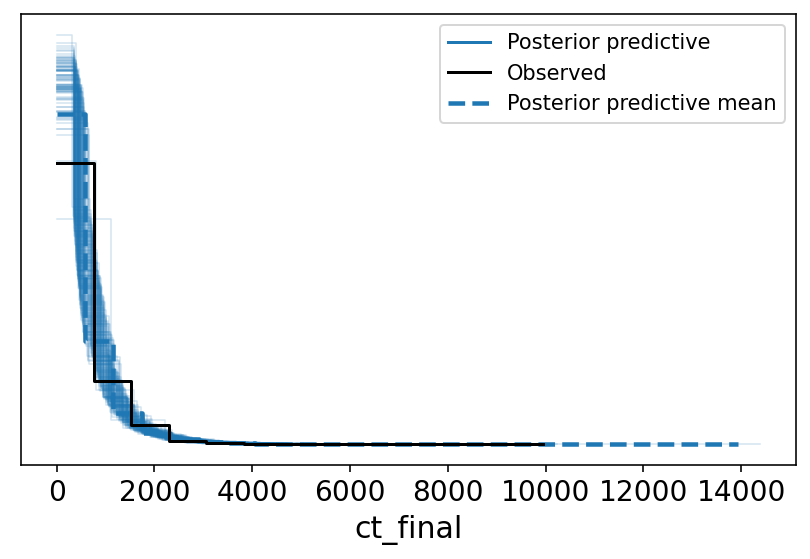 Posterior predictive
Observed
Posterior predictive mean
0 2000 4000 6000 8000 10000 12000 14000
ct_final